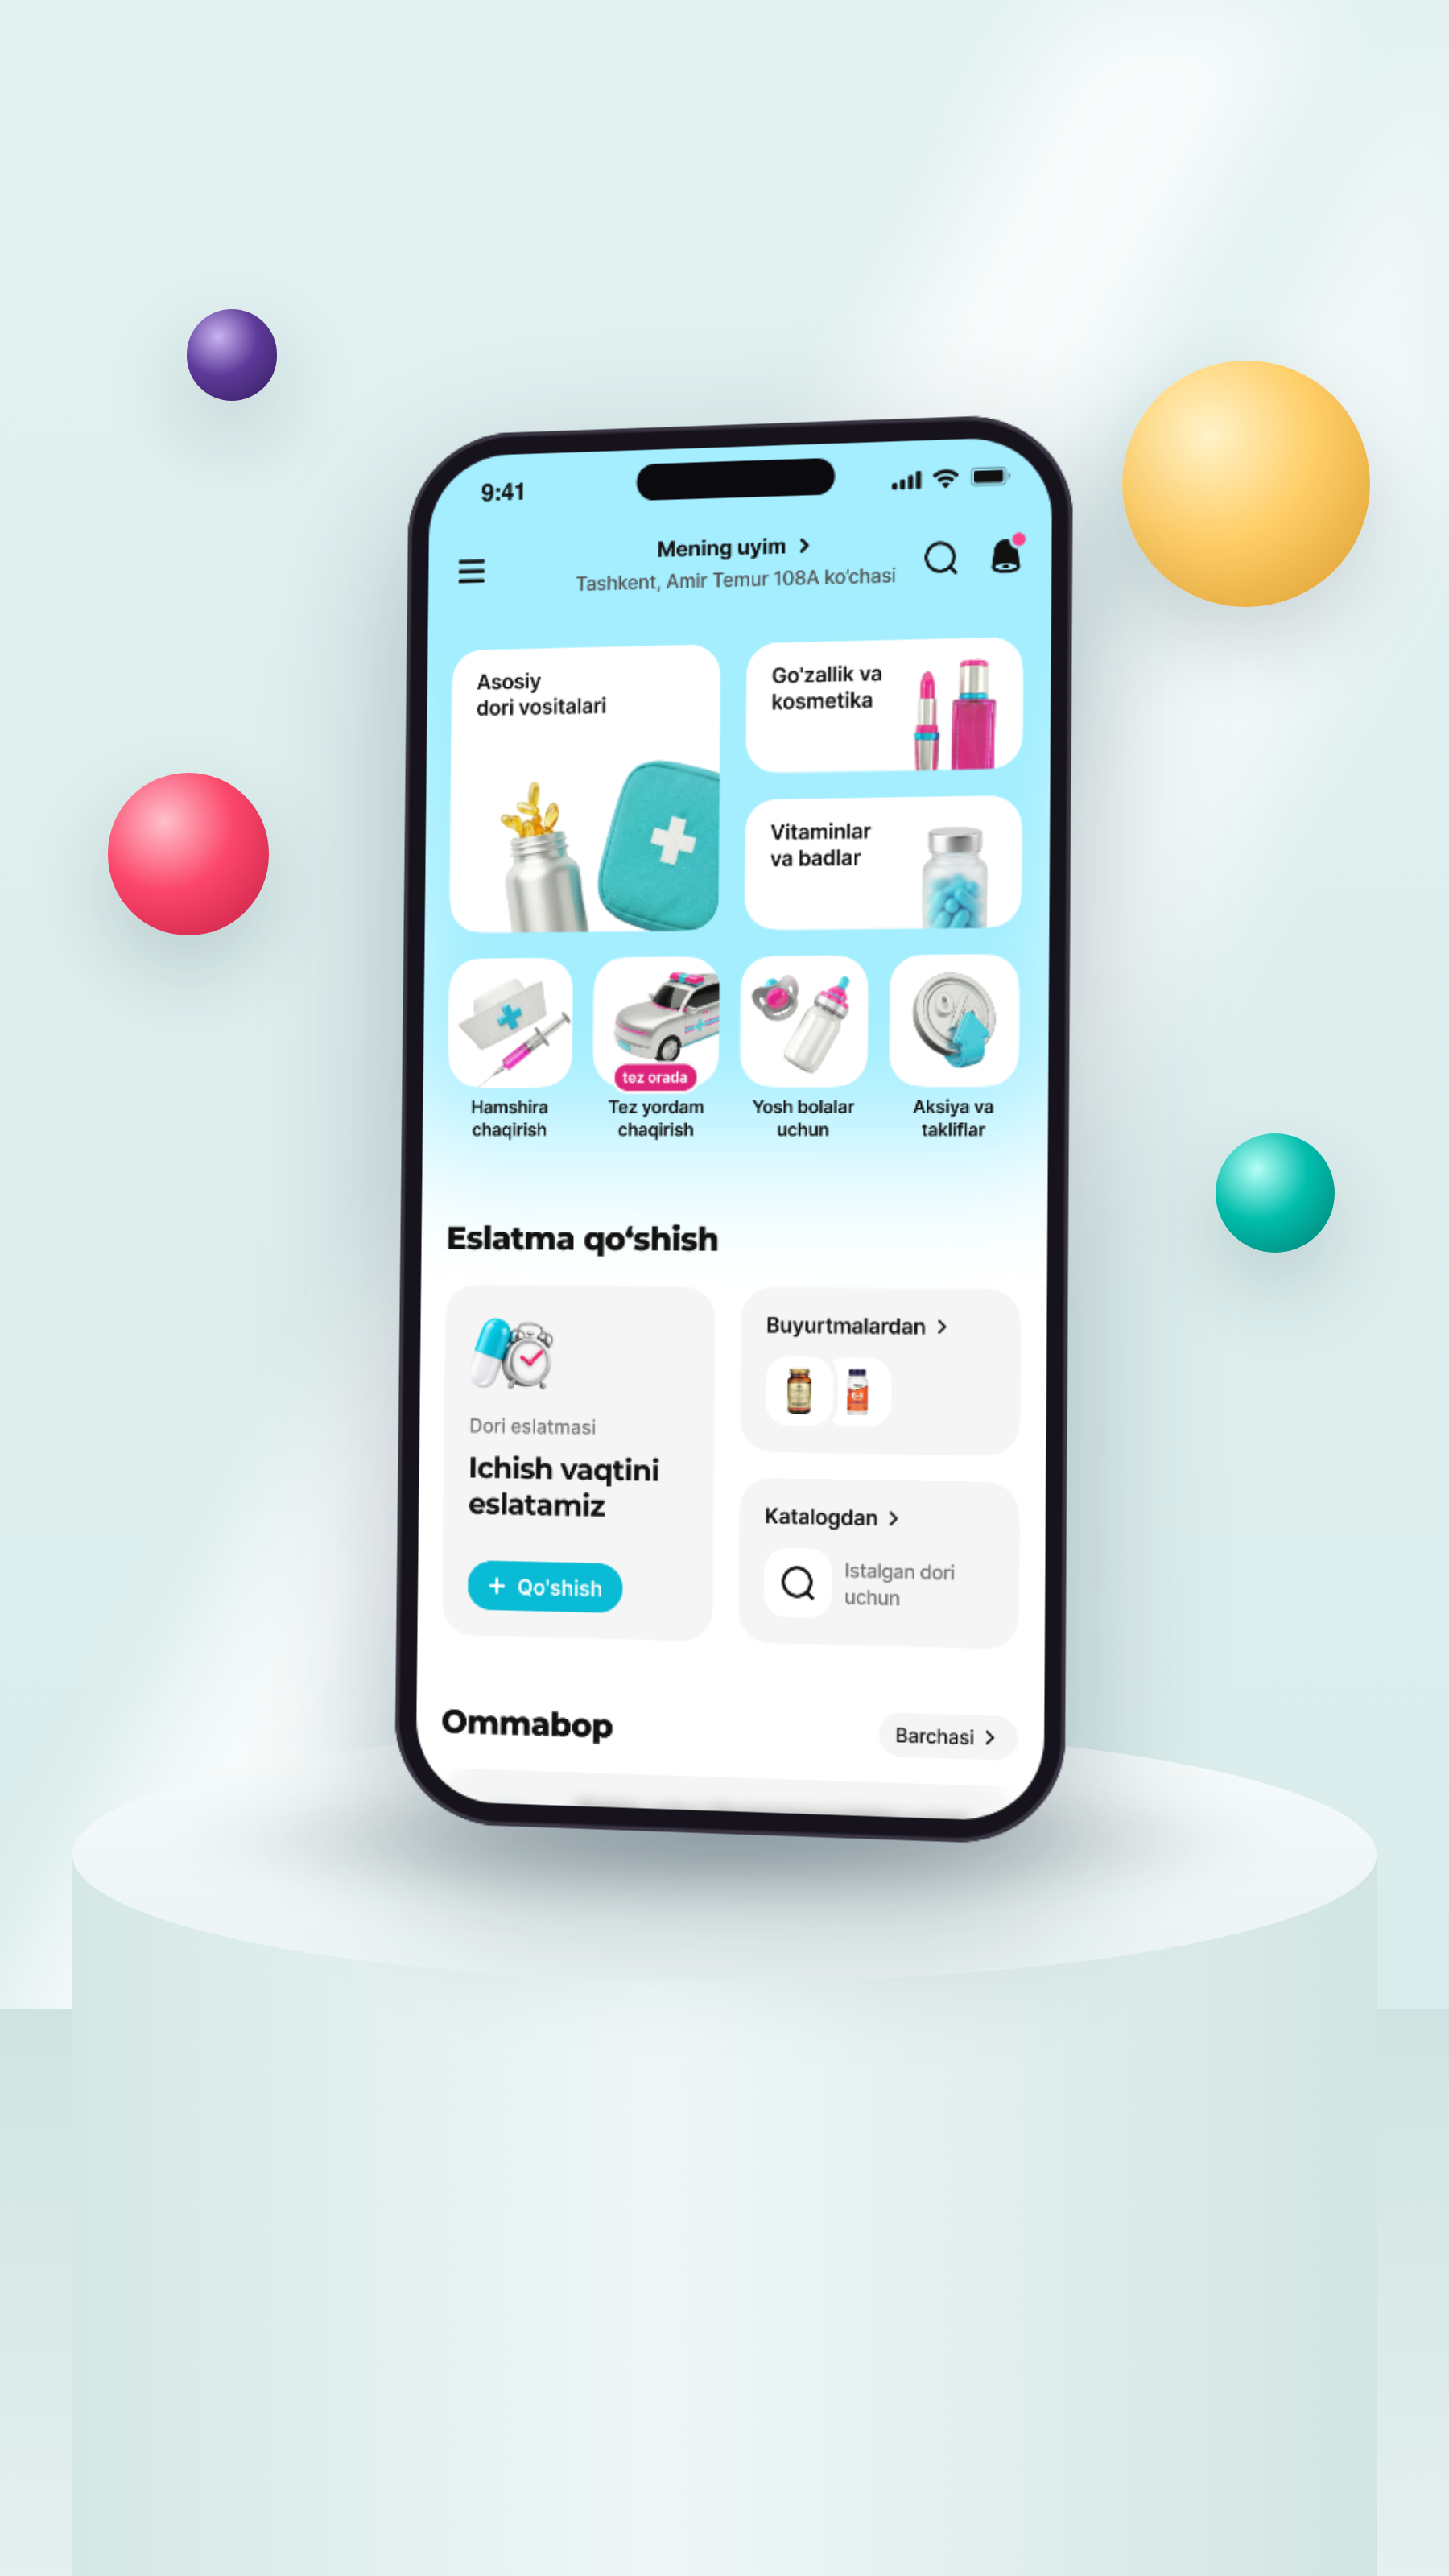 9:41
Mening uyim
Tashkent, Amir Temur 108A ko'chasi
Asosiy
dori vositalari
Go'zallik va
kosmetika
Vitaminlar
va badlar
tez orada
Hamshira
chaqirish
Tez yordam
chaqirish
Yosh bolalar
uchun
Aksiya va
takliflar
Eslatma qo‘shish
Dori eslatmasi
Ichish vaqtini
eslatamiz
+ Qo'shish
Buyurtmalardan
Katalogdan
Istalgan dori
uchun
Ommabop
Barchasi